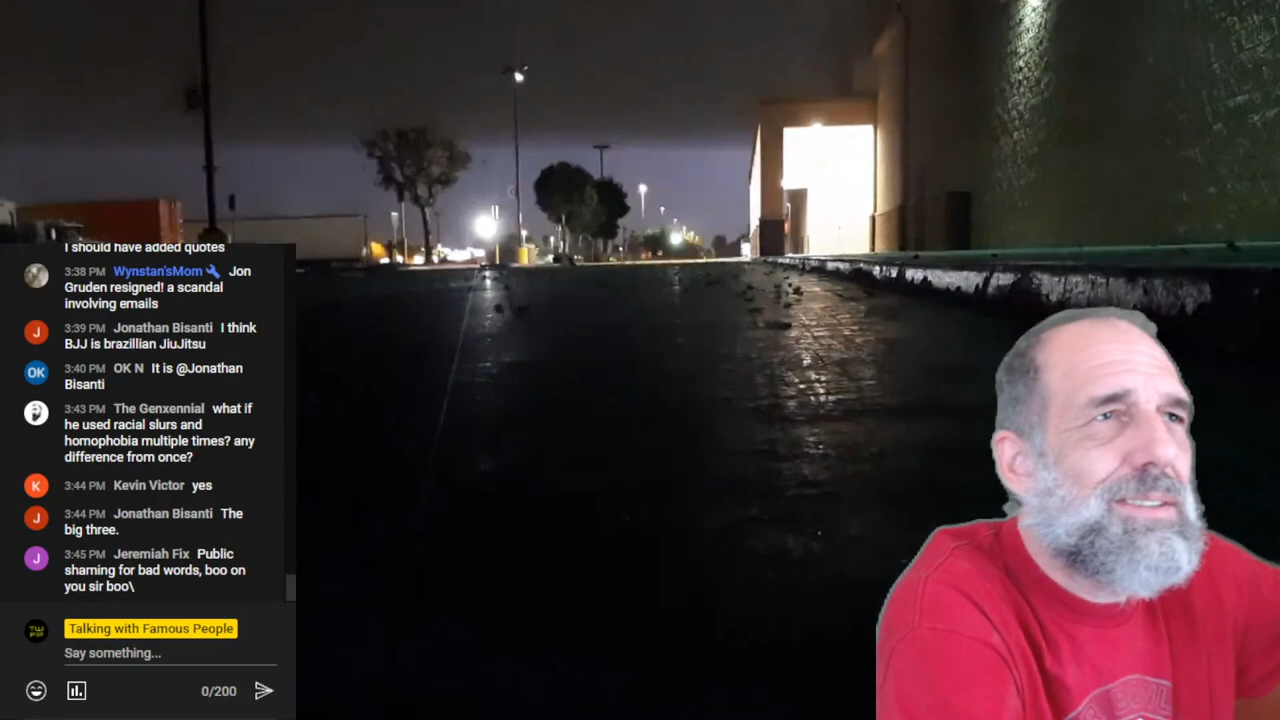 I should have added quotes
3:38 PM Wynstan'sMom Jon
Gruden resigned! a scandal
involving emails
J
3:39 PM Jonathan Bisanti I think
BJJ is brazillian JiuJitsu
OK
3:40 PM OK N It is @Jonathan
Bisanti
3:43 PM The Genxennial what if
he used racial slurs and
homophobia multiple times? any
difference from once?
K
3:44 PM Kevin Victor yes
J
3:44 PM Jonathan Bisanti The
big three.
J
3:45 PM Jeremiah Fix Public
shaming for bad words, boo on
you sir boo\
TW
FP
Talking with Famous People
Say something...
0/200
BOWL